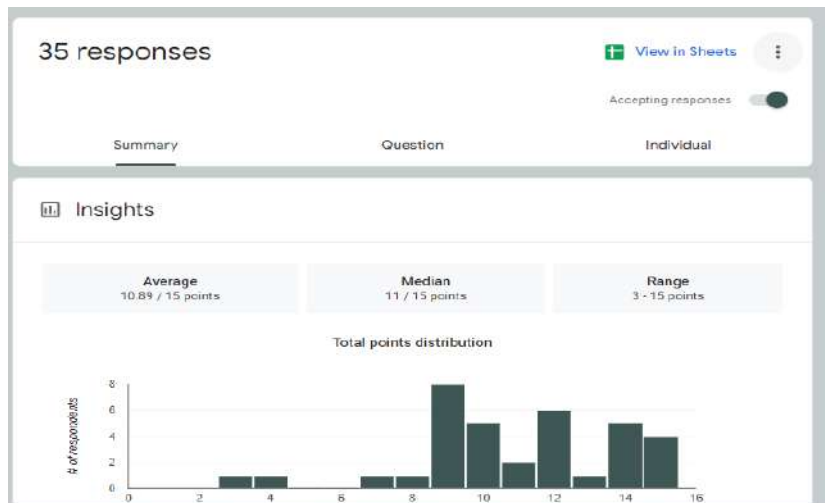 35 responses
View in Sheets
Accepting responses
Summary Question Individual
Insights
Average Median Range
10.89 / 15 points 11 / 15 points 3 - 15 points
Total points distribution
# of respondents
8
6
4
2
0
0 2 4 6 8 10 12 14 16